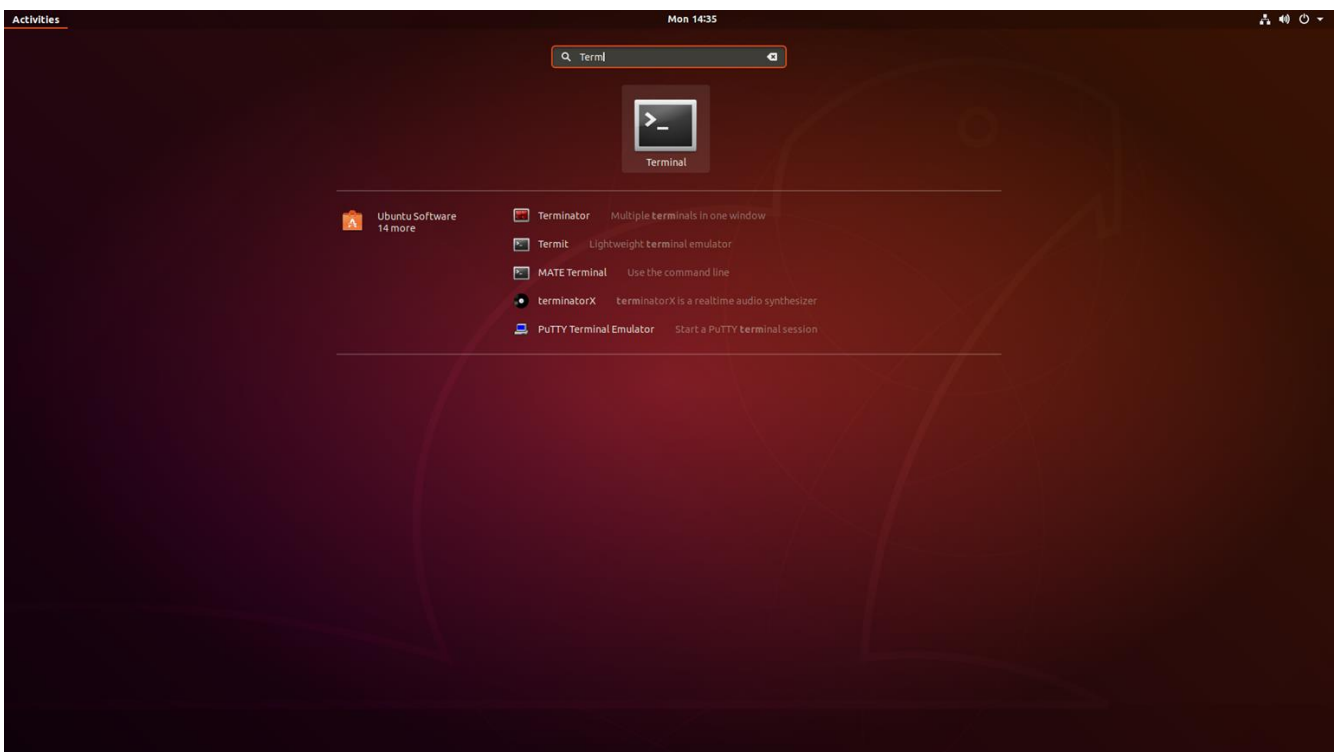 Activities
Mon 14:35
Term
Terminal
Ubuntu Software
14 more
Terminator Multiple terminals in one window
Termit Lightweight terminal emulator
MATE Terminal Use the command line
terminatorX terminatorX is a realtime audio synthesizer
PuTTY Terminal Emulator Start a PuTTY terminal session